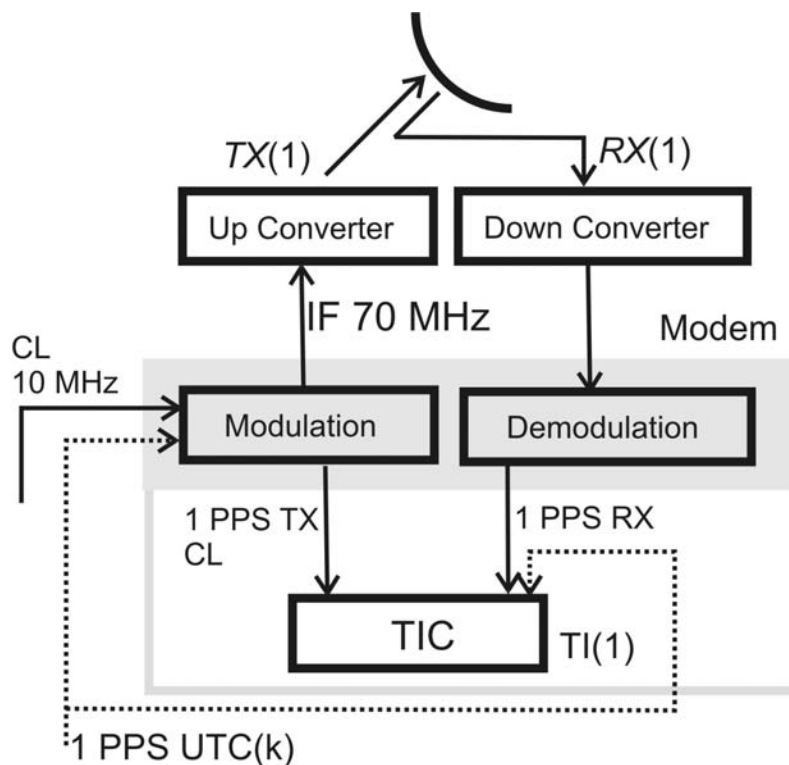 TX(1)
RX(1)
Up Converter
Down Converter
IF 70 MHz
Modem
CL
10 MHz
Modulation
Demodulation
1 PPS TX
CL
1 PPS RX
TIC
TI(1)
1 PPS UTC(k)